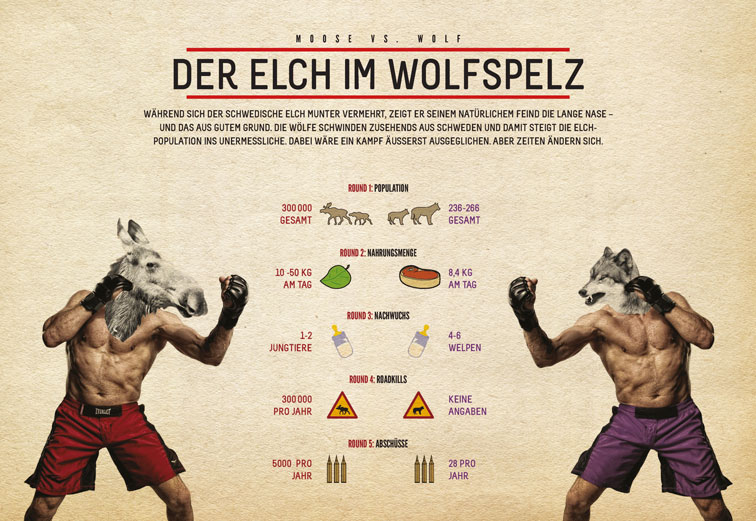 MOOSE VS. WOLF
DER ELCH IM WOLFSPELZ
WÄHREND SICH DER SCHWEDISCHE ELCH MUNTER VERMEHRT, ZEIGT ER SEINEM NATÜRLICHEM FEIND DIE LANGE NASE –
UND DAS AUS GUTEM GRUND. DIE WÖLFE SCHWINDEN ZUSEHENDS AUS SCHWEDEN UND DAMIT STEIGT DIE ELCH-
POPULATION INS UNERMESSLICHE. DABEI WÄRE EIN KAMPF ÄUSSERST AUSGEGLICHEN. ABER ZEITEN ÄNDERN SICH.
ROUND 1: POPULATION
300 000
GESAMT
236-266
GESAMT
ROUND 2: NAHRUNGSMENGE
10 -50 KG
AM TAG
8,4 KG
AM TAG
ROUND 3: NACHWUCHS
1-2
JUNGTIERE
4-6
WELPEN
ROUND 4: ROADKILLS
300 000
PRO JAHR
KEINE
ANGABEN
ROUND 5: ABSCHÜSSE
5000 PRO
JAHR
28 PRO
JAHR